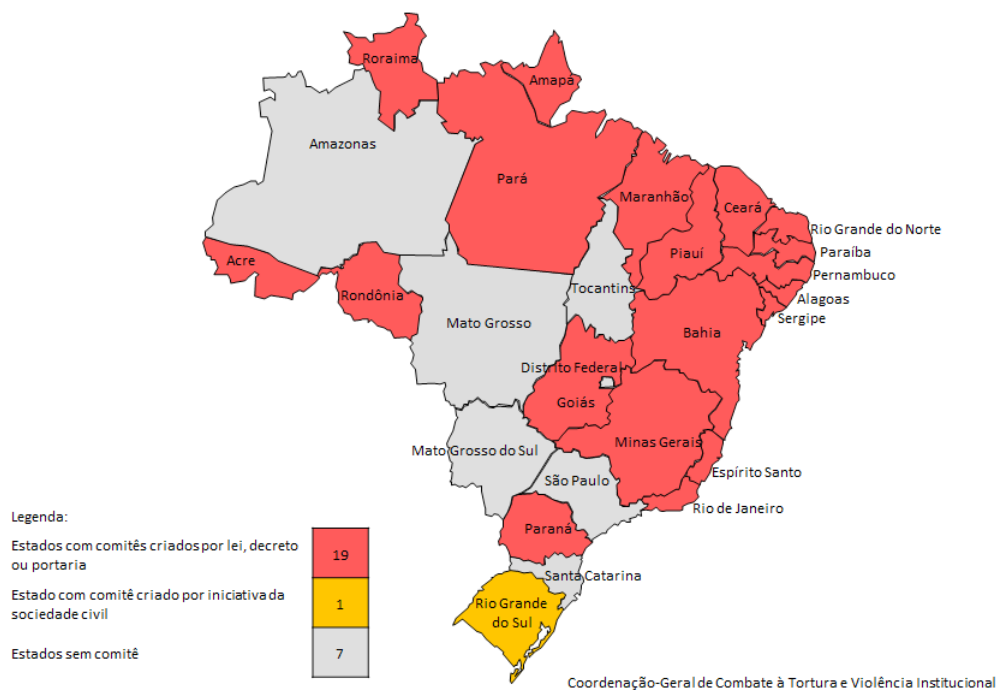 Roraima
Amapá
Amazonas
Pará
Maranhão
Ceará
Rio Grande do Norte
Paraíba
Piauí
Pernambuco
Acre
Rondônia
Tocantins
Alagoas
Sergipe
Mato Grosso
Bahia
Distrito Federal
Goiás
Minas Gerais
Mato Grosso do Sul
Espírito Santo
São Paulo
Rio de Janeiro
Paraná
Santa Catarina
Rio Grande
do Sul
Legenda:
Estados com comitês criados por lei, decreto
ou portaria
19
Estado com comitê criado por iniciativa da
sociedade civil
1
Estados sem comitê
7
Coordenação-Geral de Combate à Tortura e Violência Institucional